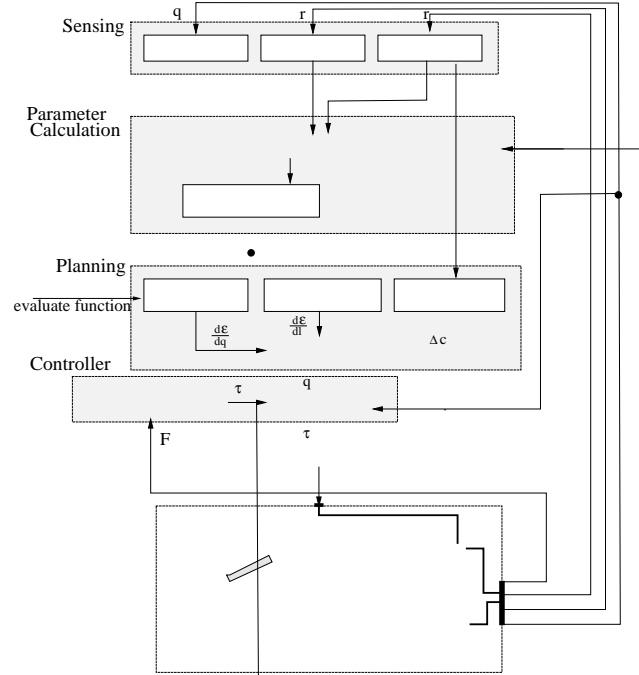 q r r
Sensing
Parameter
Calculation
Planning
evaluate function
dε/dq
dε/dl
Δc
Controller
q
τ
F
τ